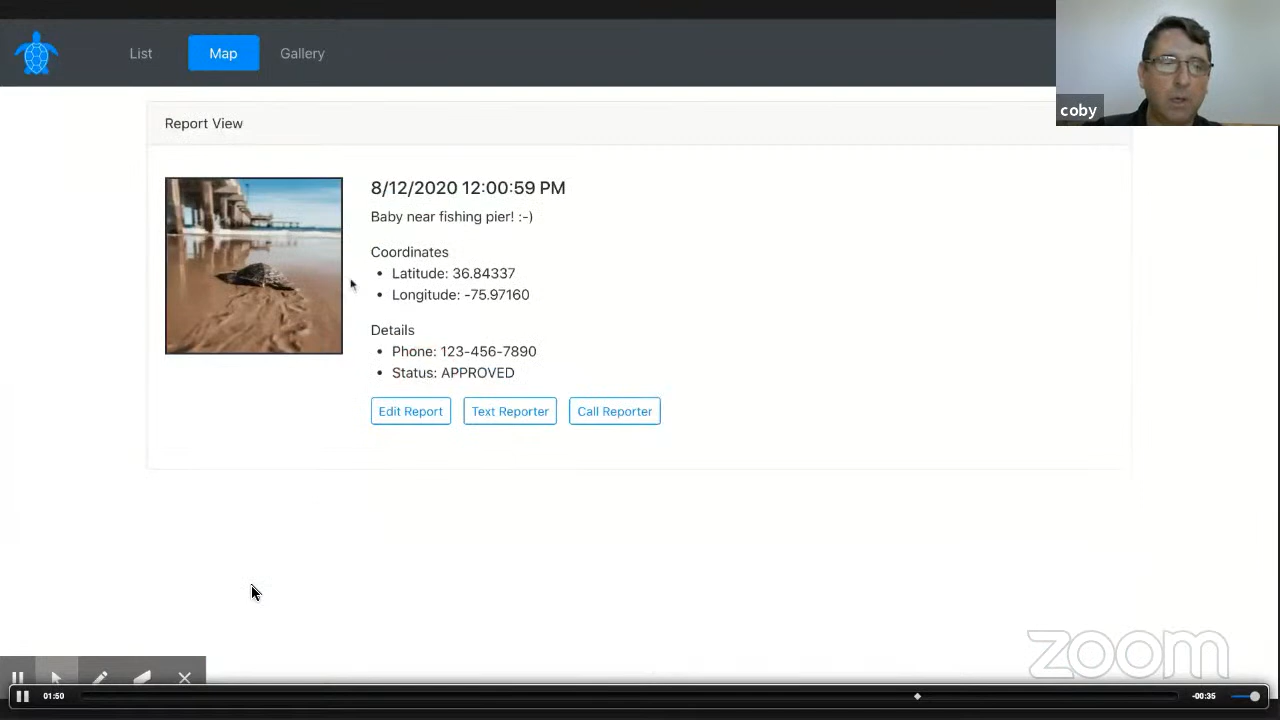 List
Map
Gallery
coby
Report View
8/12/2020 12:00:59 PM
Baby near fishing pier! :-)
Coordinates
• Latitude: 36.84337
• Longitude: -75.97160
Details
• Phone: 123-456-7890
• Status: APPROVED
Edit Report
Text Reporter
Call Reporter
zoom
01:50
-00:35